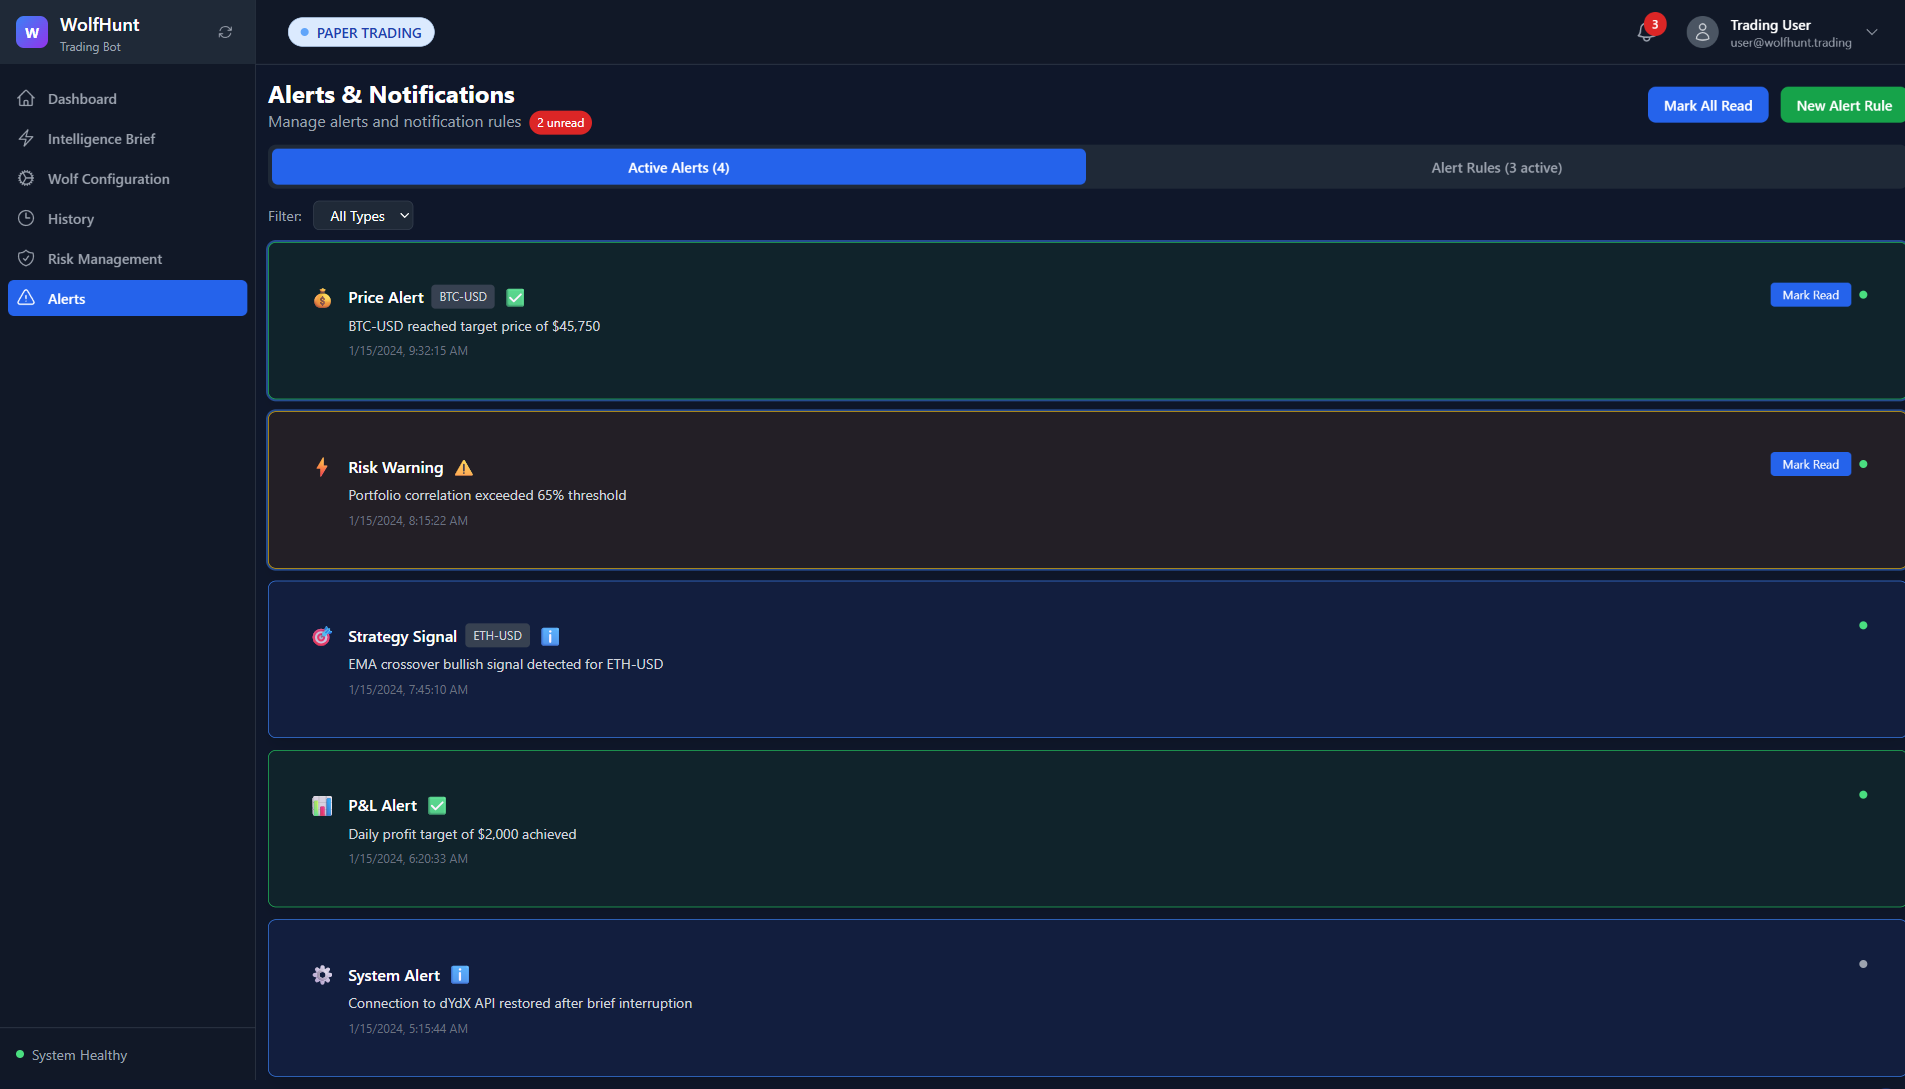 W
WolfHunt
Trading Bot
PAPER TRADING
3
Trading User
user@wolfhunt.trading
Dashboard
Intelligence Brief
Wolf Configuration
History
Risk Management
Alerts
System Healthy
Alerts & Notifications
Manage alerts and notification rules 2 unread
Mark All Read
New Alert Rule
Active Alerts (4)
Alert Rules (3 active)
Filter: All Types
Price Alert BTC-USD
Mark Read
BTC-USD reached target price of $45,750
1/15/2024, 9:32:15 AM
Risk Warning
Mark Read
Portfolio correlation exceeded 65% threshold
1/15/2024, 8:15:22 AM
Strategy Signal ETH-USD
EMA crossover bullish signal detected for ETH-USD
1/15/2024, 7:45:10 AM
P&L Alert
Daily profit target of $2,000 achieved
1/15/2024, 6:20:33 AM
System Alert
Connection to dYdX API restored after brief interruption
1/15/2024, 5:15:44 AM